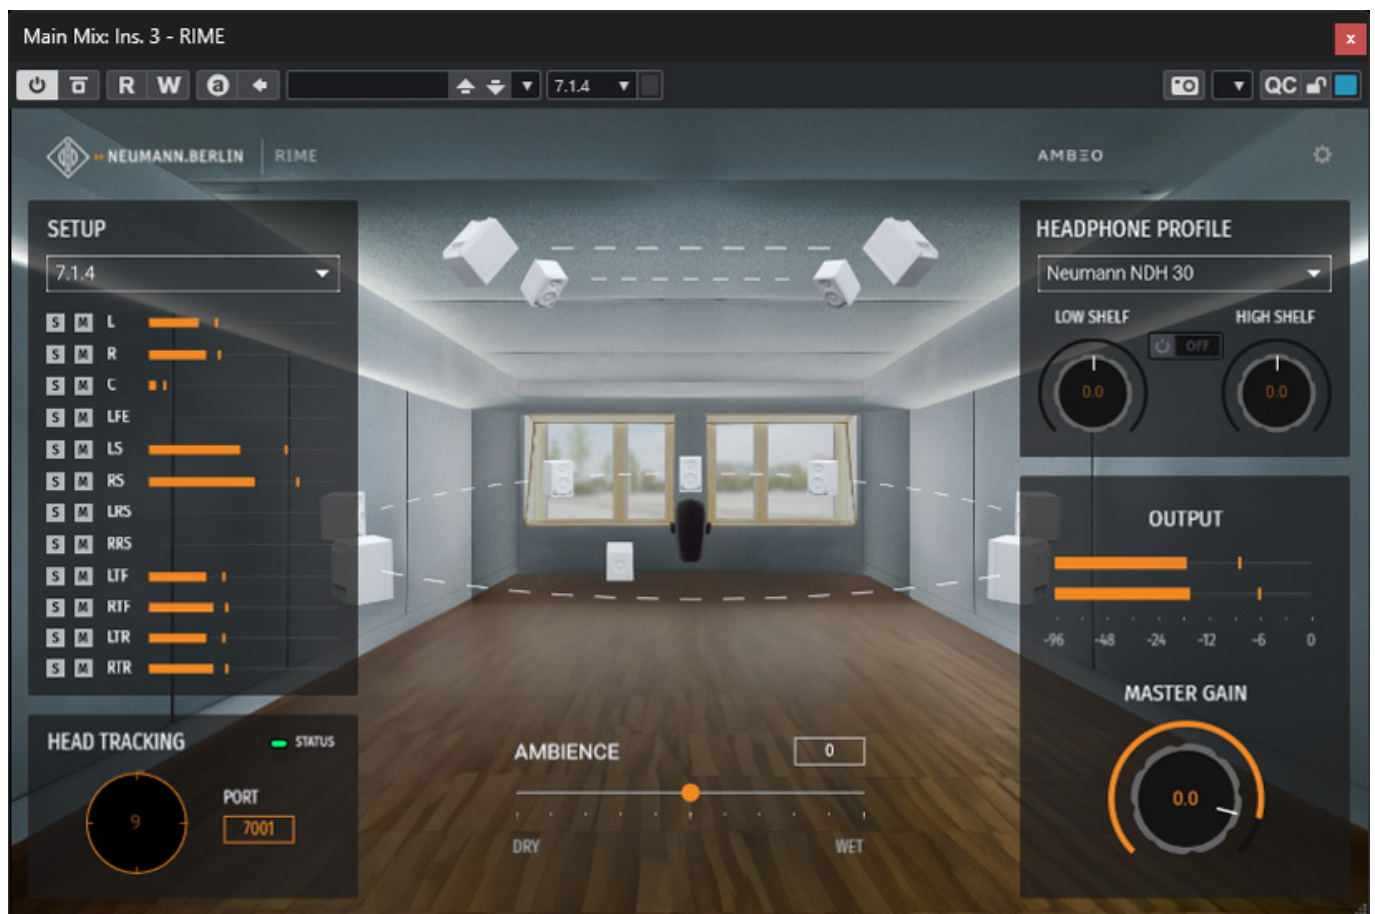 Main Mix: Ins. 3 - RIME
x
R W a 7.1.4 QC
NEUMANN.BERLIN RIME
AMBEO
SETUP
7.1.4
S M L
S M R
S M C
S M LFE
S M LS
S M RS
S M LRS
S M RRS
S M LTF
S M RTF
S M LTR
S M RTR
HEAD TRACKING STATUS
9
PORT
7001
AMBIENCE 0
DRY WET
HEADPHONE PROFILE
Neumann NDH 30
LOW SHELF HIGH SHELF
OFF
0.0 0.0
OUTPUT
-96 -48 -24 -12 -6 0
MASTER GAIN
0.0